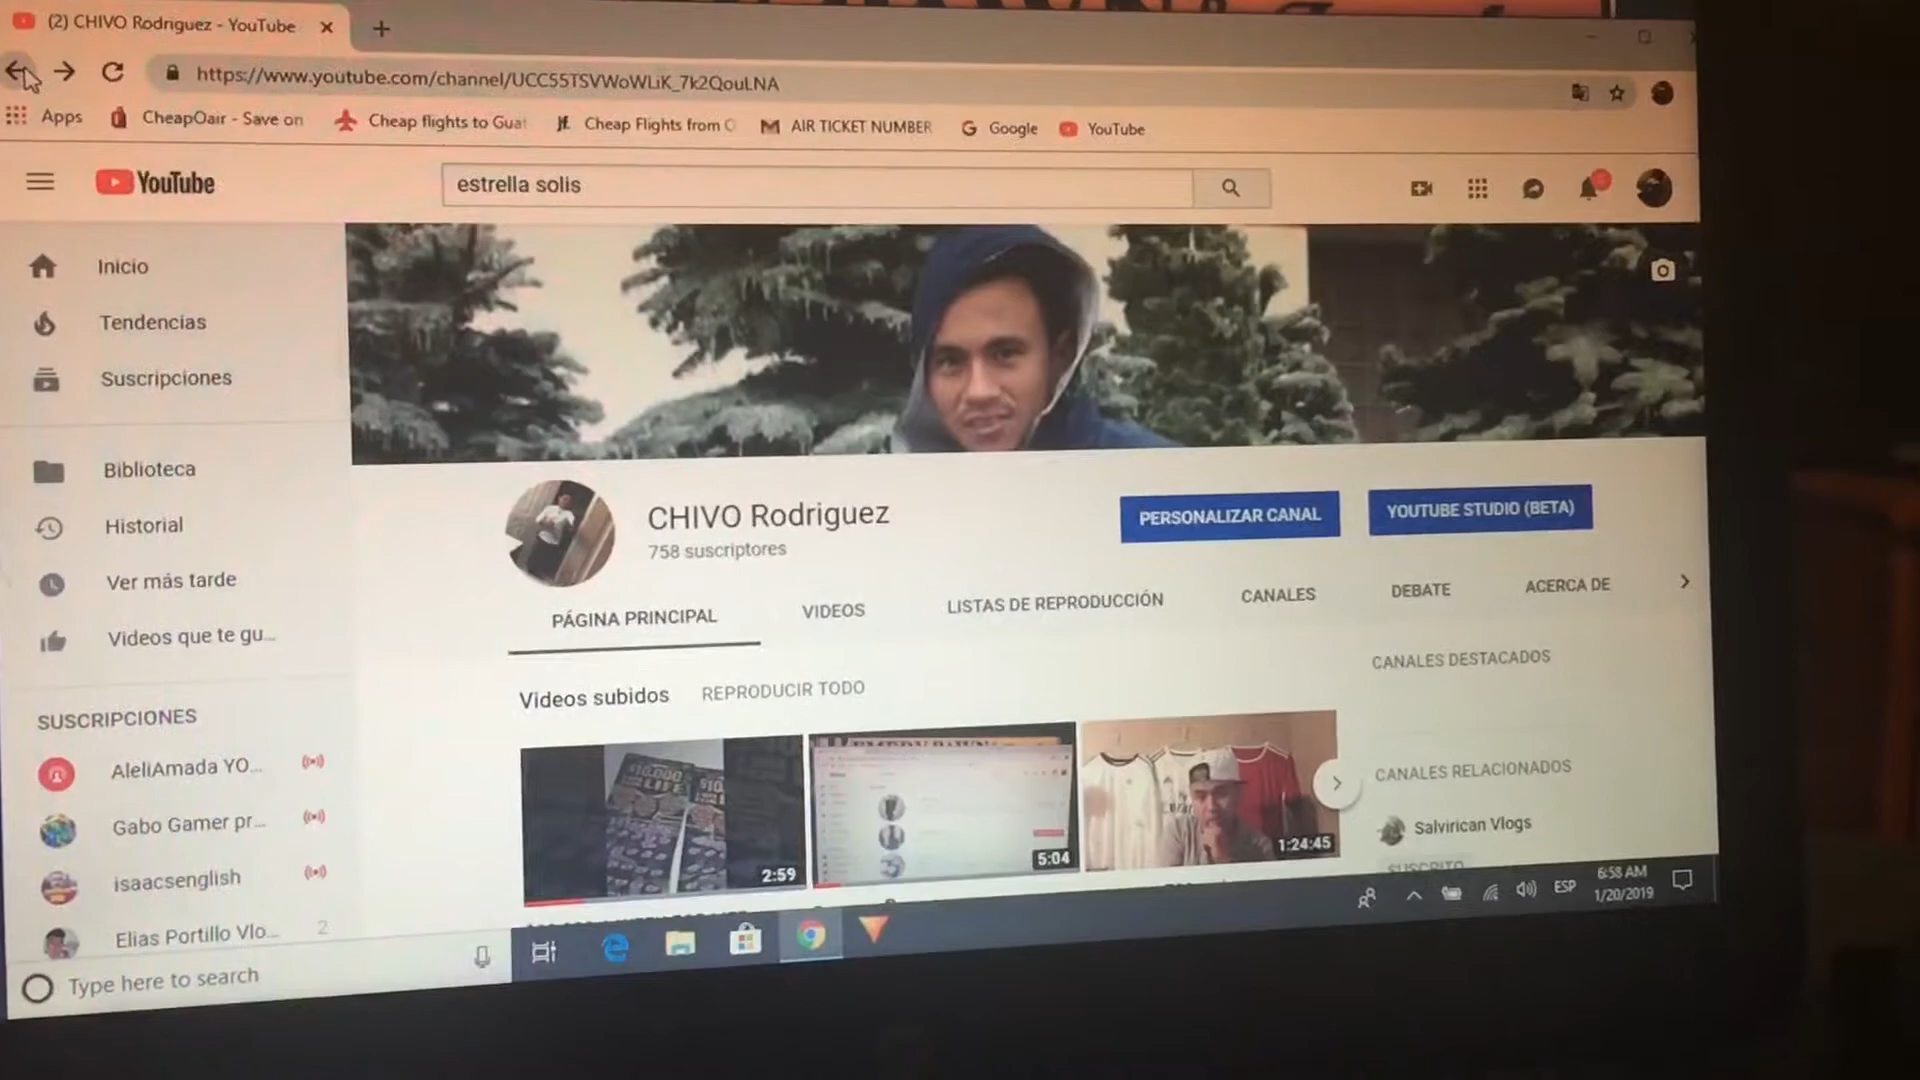 (2) CHIVO Rodriguez - YouTube
https://www.youtube.com/channel/UCC55TSVWoWLiK_7k2QouLNA
Apps CheapOair - Save on Cheap flights to Guat Cheap Flights from AIR TICKET NUMBER Google YouTube
YouTube
estrella solis
Inicio
Tendencias
Suscripciones
Biblioteca
Historial
Ver más tarde
Videos que te gu...
SUSCRIPCIONES
AleliAmada YO...
Gabo Gamer pr...
isaacsenglish
Elias Portillo Vlo... 2
CHIVO Rodriguez
758 suscriptores
PERSONALIZAR CANAL
YOUTUBE STUDIO (BETA)
PÁGINA PRINCIPAL VIDEOS LISTAS DE REPRODUCCIÓN CANALES DEBATE ACERCA DE
Videos subidos REPRODUCIR TODO
$10,000
LIFE
2:59
5:04
1:24:45
CANALES DESTACADOS
CANALES RELACIONADOS
Salvirican Vlogs
SUSCRITO
Type here to search
ESP
6:58 AM
1/20/2019